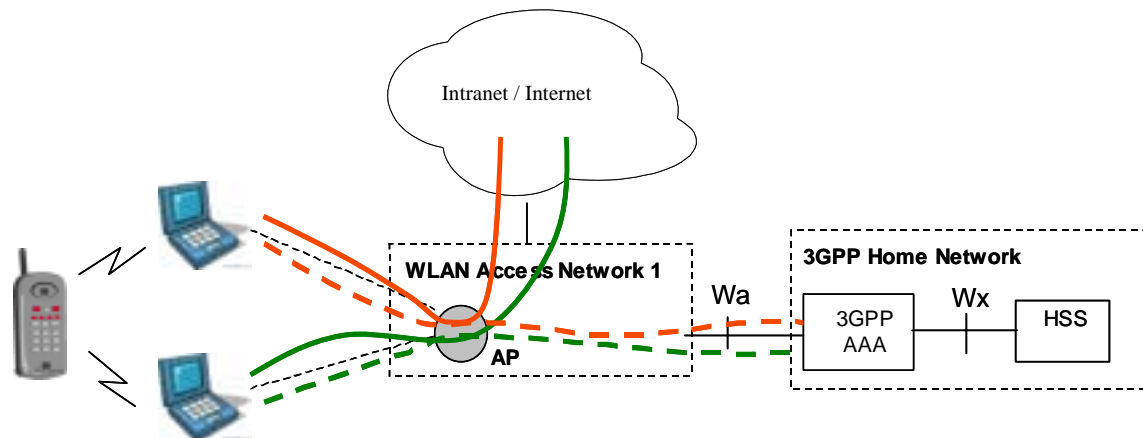 Intranet / Internet
WLAN Access Network 1
3GPP Home Network
Wa
Wx
3GPP
AAA
HSS
AP